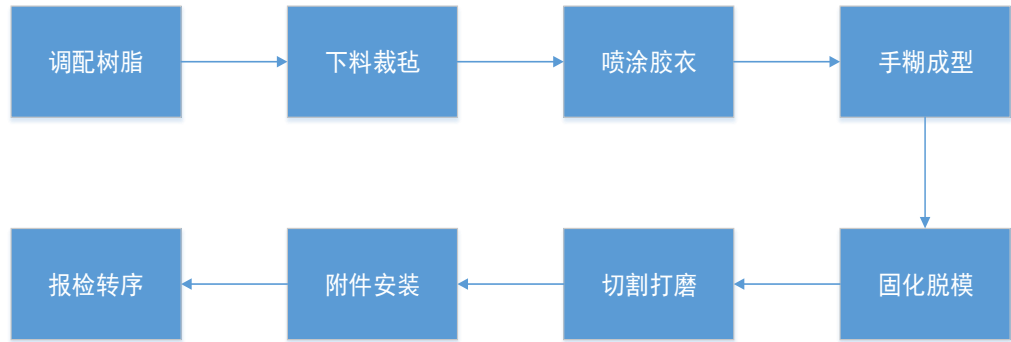 调配树脂
下料裁毡
喷涂胶衣
手糊成型
固化脱模
切割打磨
附件安装
报检转序